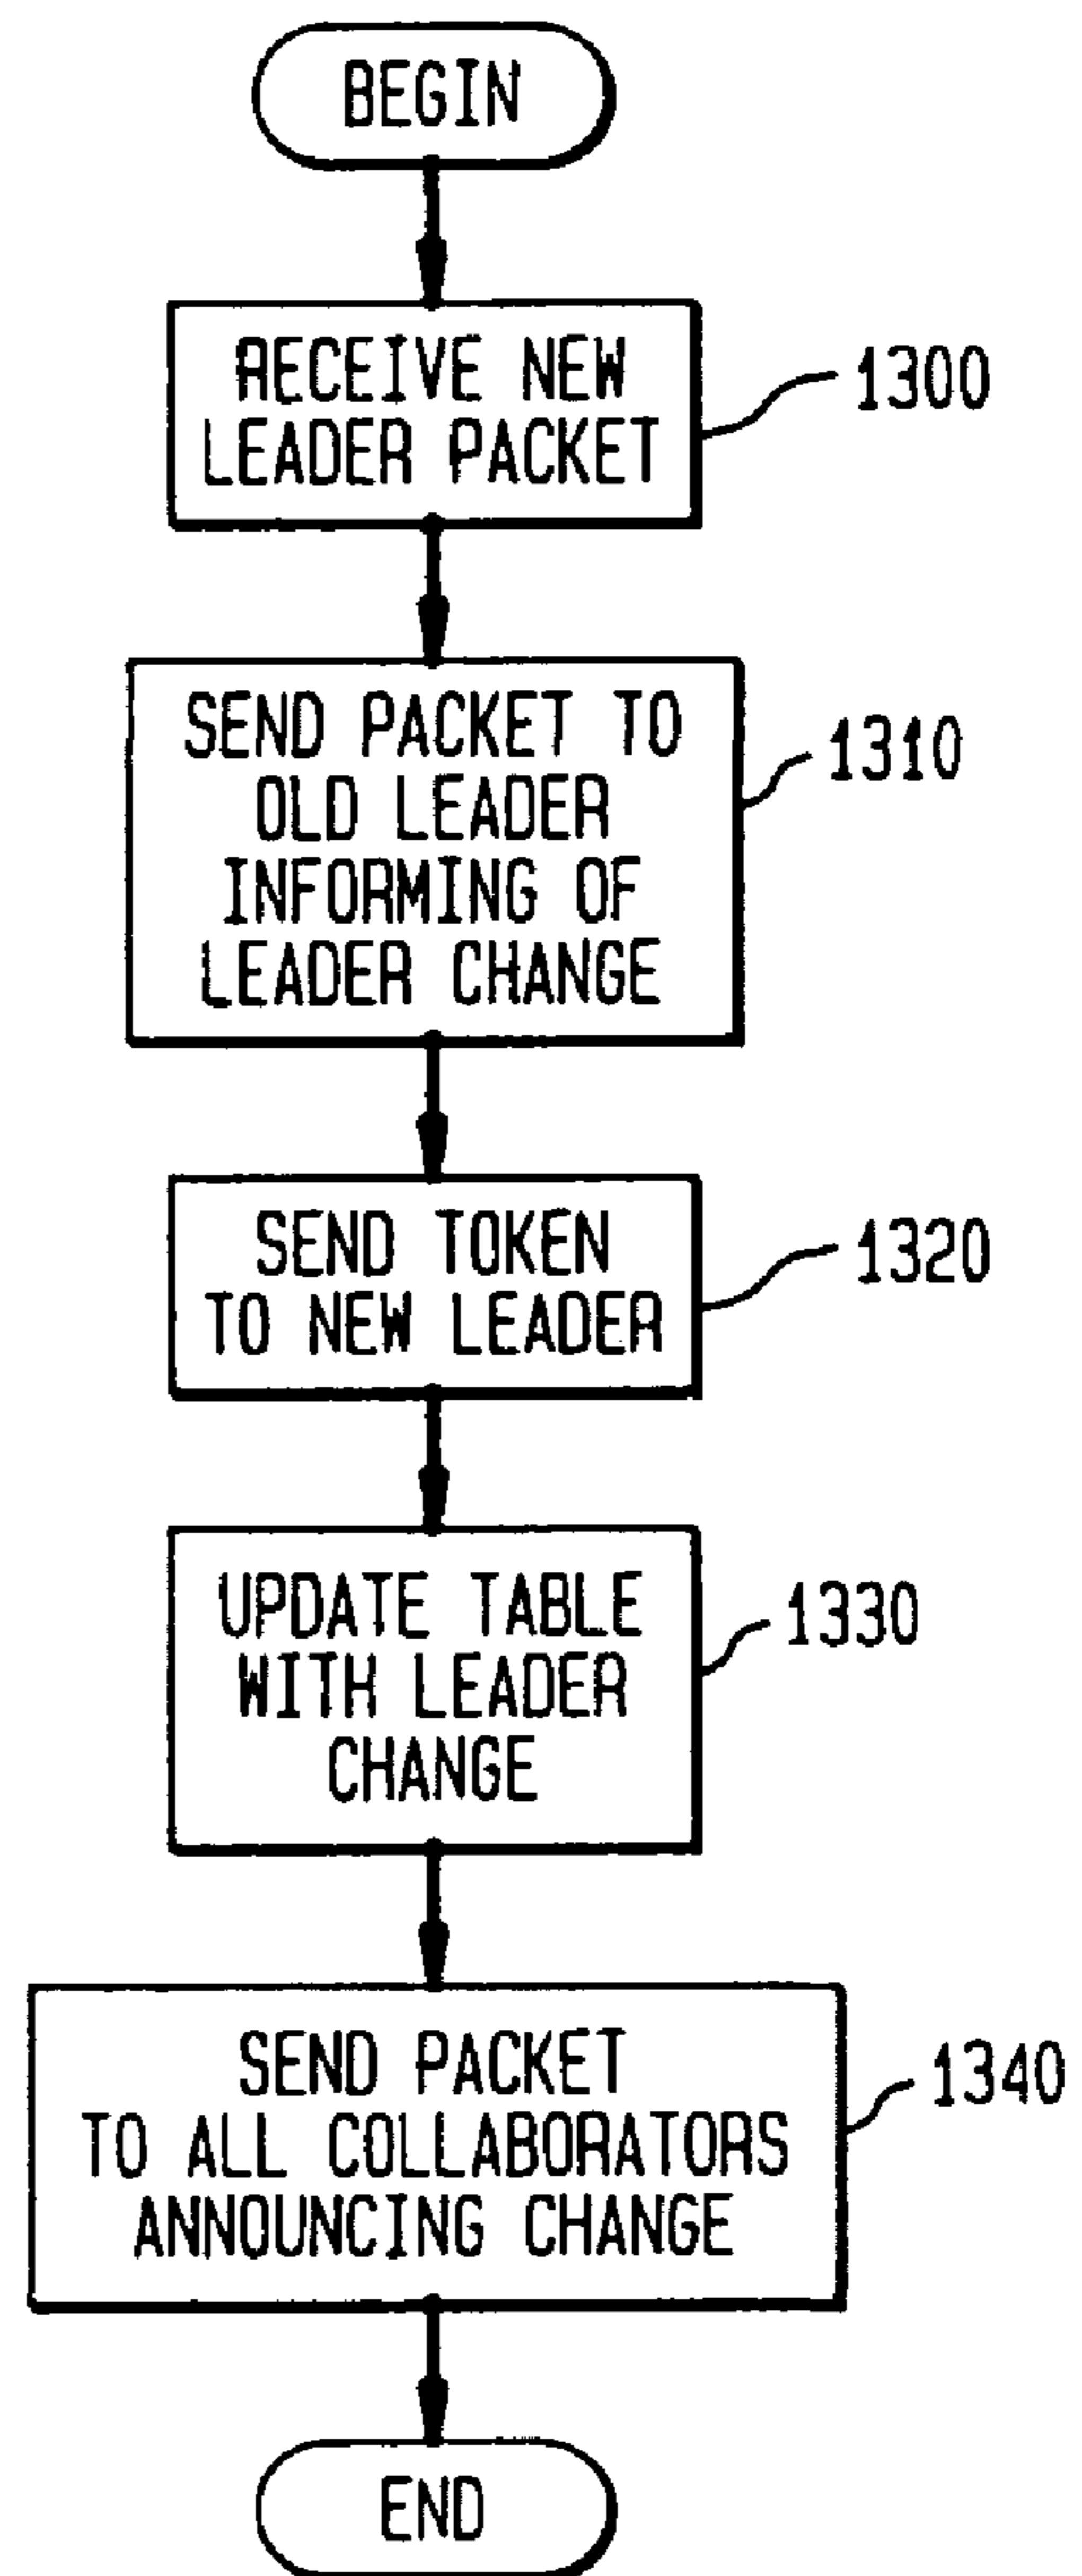 BEGIN
RECEIVE NEW
LEADER PACKET
1300
SEND PACKET TO
OLD LEADER
INFORMING OF
LEADER CHANGE
1310
SEND TOKEN
TO NEW LEADER
1320
UPDATE TABLE
WITH LEADER
CHANGE
1330
SEND PACKET
TO ALL COLLABORATORS
ANNOUNCING CHANGE
1340
END